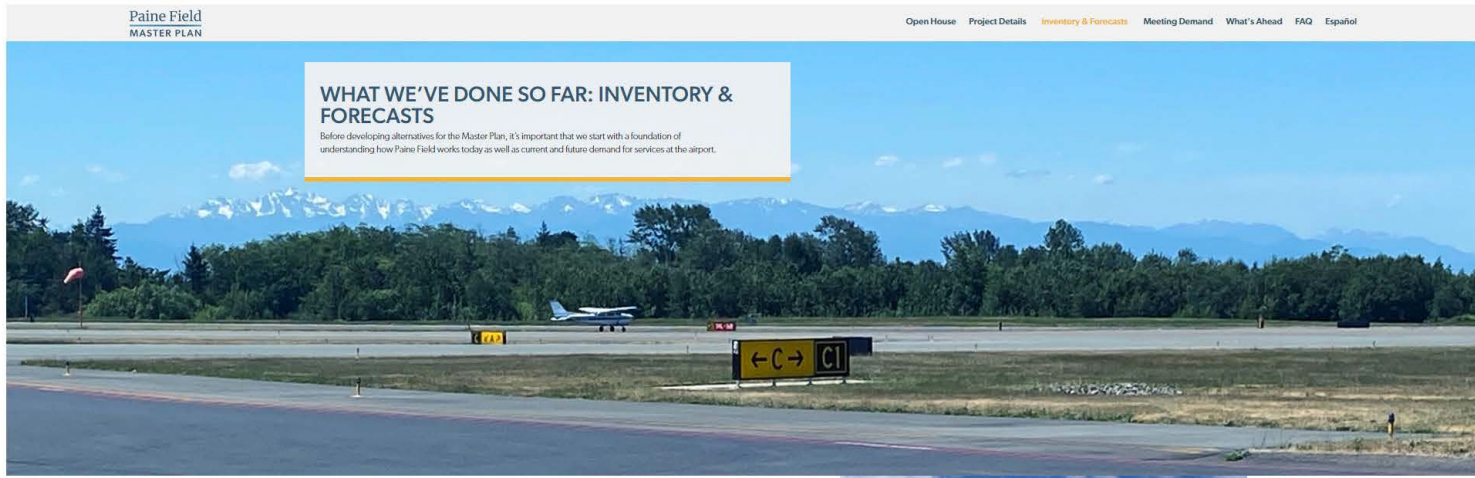 Paine Field
MASTER PLAN
Open House Project Details Inventory & Forecasts Meeting Demand What's Ahead FAQ Español
WHAT WE'VE DONE SO FAR: INVENTORY &
FORECASTS
Before developing alternatives for the Master Plan, it's important that we start with a foundation of
understanding how Paine Field works today as well as current and future demand for services at the airport.
←C→ C1